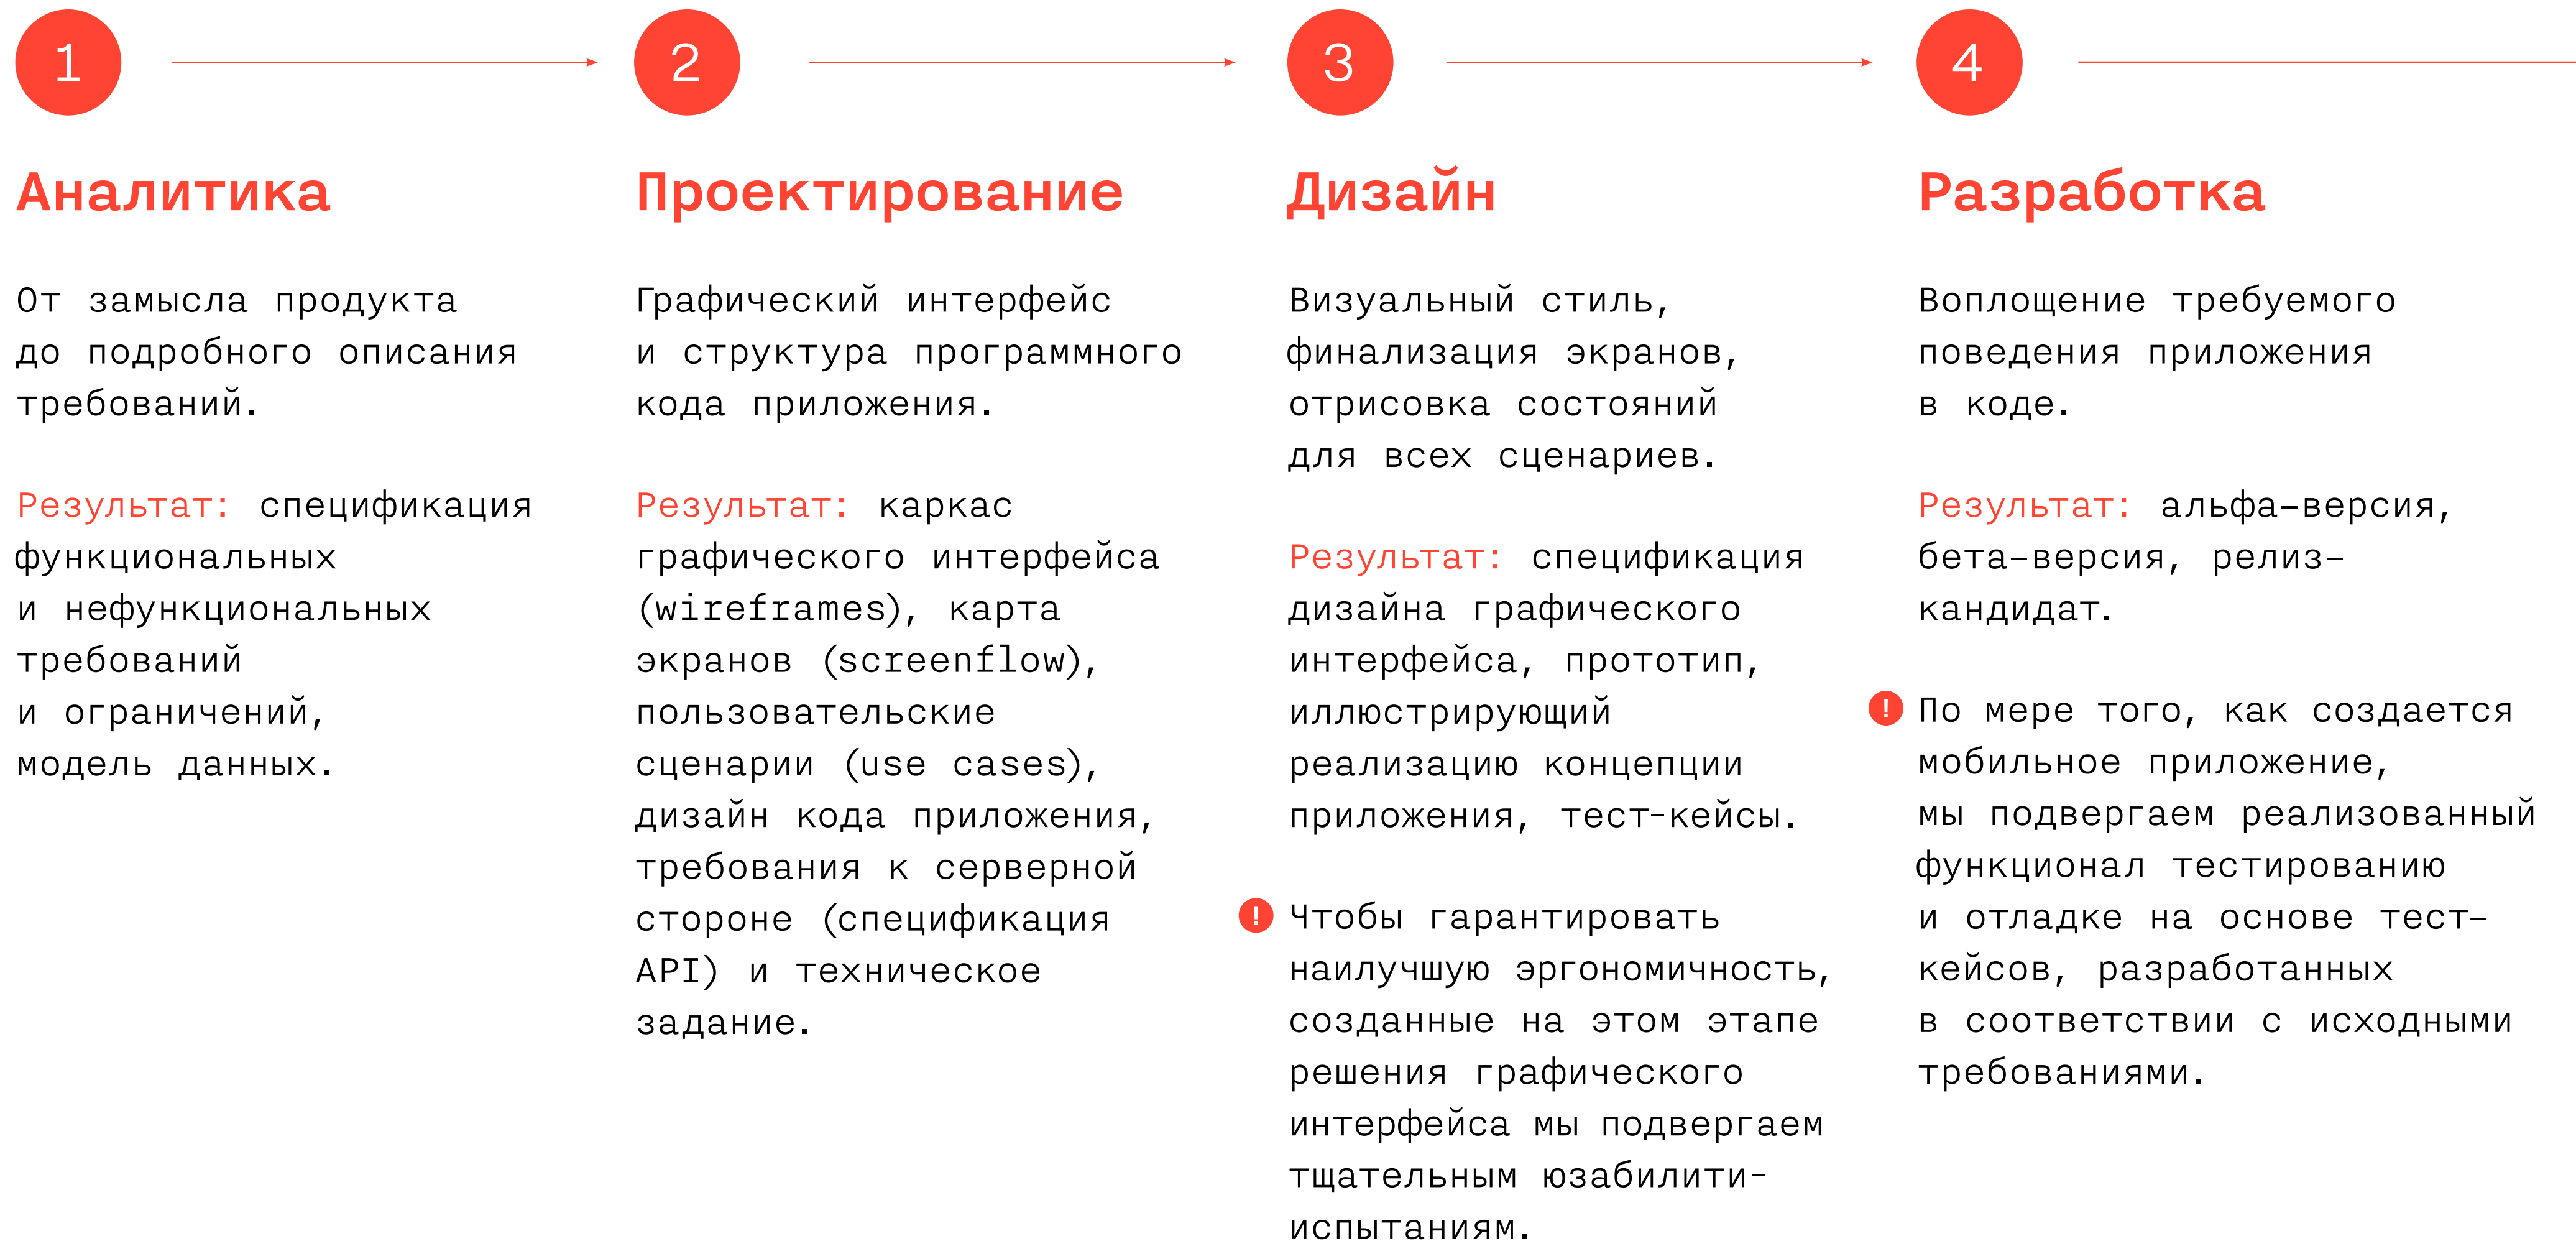 1
Аналитика
От замысла продукта
до подробного описания
требований.
Результат: спецификация
функциональных
и нефункциональных
требований
и ограничений,
модель данных.
2
Проектирование
Графический интерфейс
и структура программного
кода приложения.
Результат: каркас
графического интерфейса
(wireframes), карта
экранов (screenflow),
пользовательские
сценарии (use cases),
дизайн кода приложения,
требования к серверной
стороне (спецификация
API) и техническое
задание.
3
Дизайн
Визуальный стиль,
финализация экранов,
отрисовка состояний
для всех сценариев.
Результат: спецификация
дизайна графического
интерфейса, прототип,
иллюстрирующий
реализацию концепции
приложения, тест-кейсы.
! Чтобы гарантировать
наилучшую эргономичность,
созданные на этом этапе
решения графического
интерфейса мы подвергаем
тщательным юзабилити-
испытаниям.
4
Разработка
Воплощение требуемого
поведения приложения
в коде.
Результат: альфа-версия,
бета-версия, релиз-
кандидат.
! По мере того, как создается
мобильное приложение,
мы подвергаем реализованный
функционал тестированию
и отладке на основе тест-
кейсов, разработанных
в соответствии с исходными
требованиями.